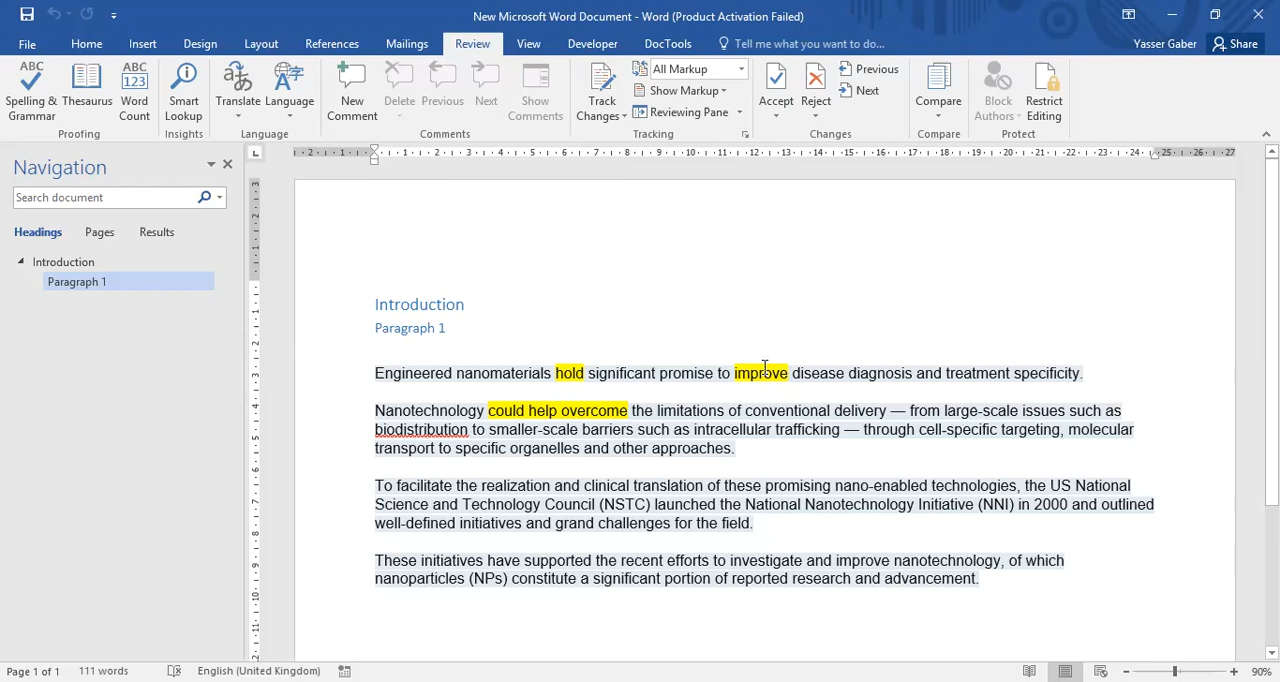 New Microsoft Word Document - Word (Product Activation Failed)
File Home Insert Design Layout References Mailings Review View Developer DocTools Tell me what you want to do... Yasser Gaber Share
ABC Spelling & Grammar
Thesaurus
ABC 123 Word Count
Proofing
Smart Lookup
Insights
Translate
Language
Language
New Comment
Delete
Previous
Next
Show Comments
Comments
Track Changes
All Markup
Show Markup
Reviewing Pane
Tracking
Accept
Reject
Previous
Next
Changes
Compare
Compare
Block Authors
Restrict Editing
Protect
Navigation
Search document
Headings Pages Results
Introduction
Paragraph 1
Introduction
Paragraph 1
Engineered nanomaterials hold significant promise to improve disease diagnosis and treatment specificity.
Nanotechnology could help overcome the limitations of conventional delivery — from large-scale issues such as
biodistribution to smaller-scale barriers such as intracellular trafficking — through cell-specific targeting, molecular
transport to specific organelles and other approaches.
To facilitate the realization and clinical translation of these promising nano-enabled technologies, the US National
Science and Technology Council (NSTC) launched the National Nanotechnology Initiative (NNI) in 2000 and outlined
well-defined initiatives and grand challenges for the field.
These initiatives have supported the recent efforts to investigate and improve nanotechnology, of which
nanoparticles (NPs) constitute a significant portion of reported research and advancement.
Page 1 of 1 111 words English (United Kingdom) 90%